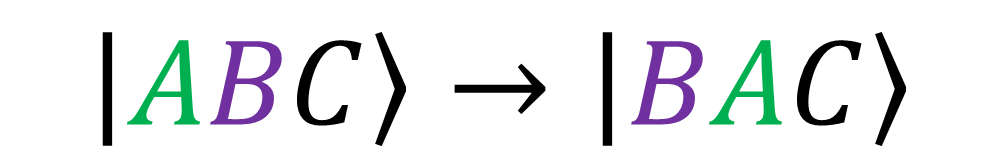 |ABC⟩ → |BAC⟩